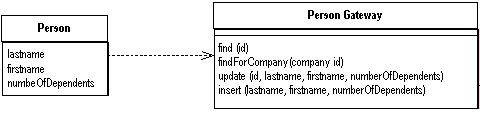 Person
lastname
firstname
numbeOfDependents
Person Gateway
find (id)
findForCompany(company id)
update (id, lastname, firstname, numberOfDependents)
insert (lastname, firstname, numberOfDependents)